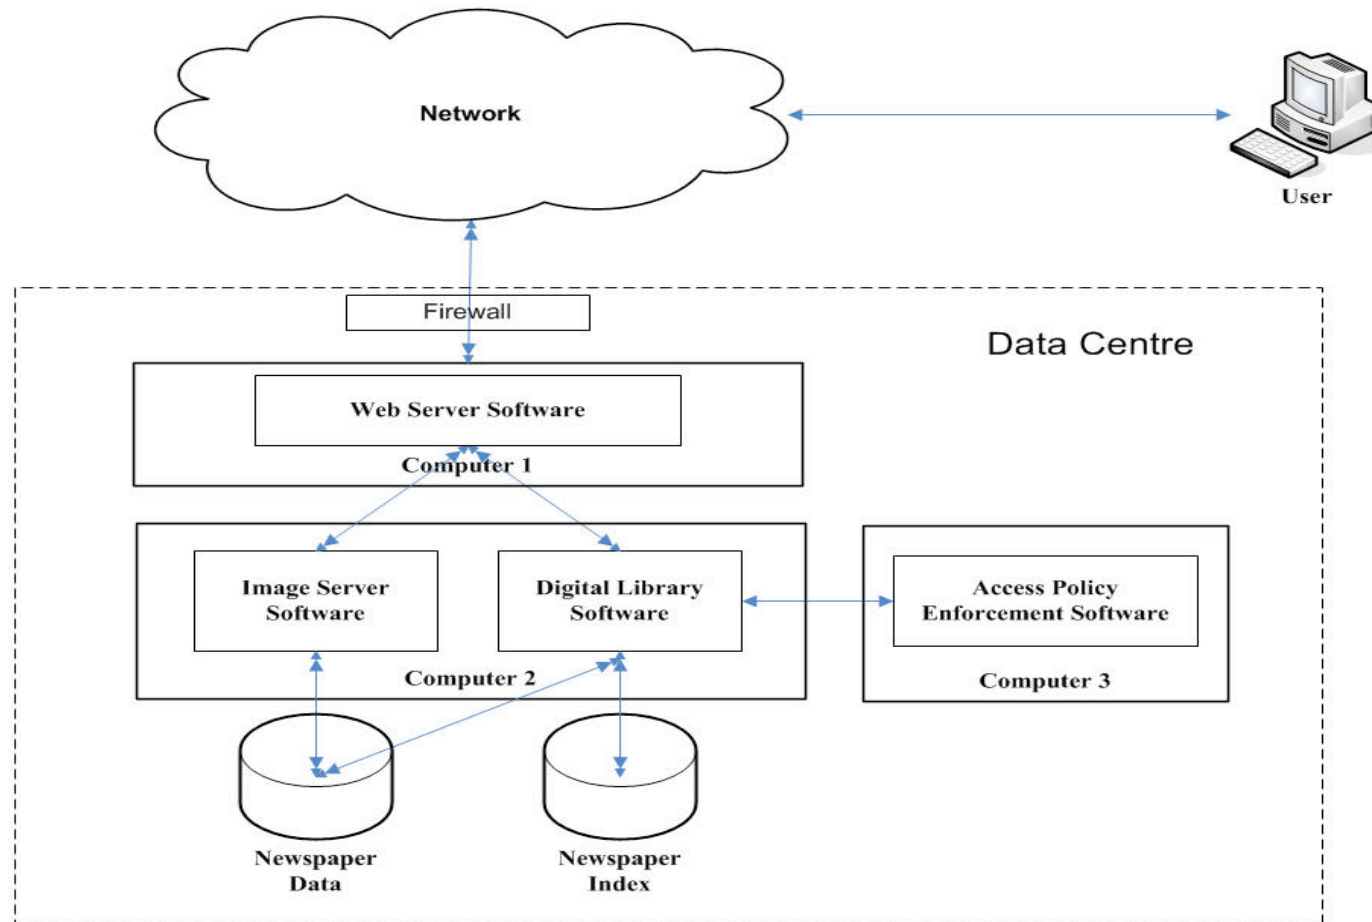 Network
User
Firewall
Data Centre
Web Server Software
Computer 1
Image Server
Software
Digital Library
Software
Access Policy
Enforcement Software
Computer 2
Computer 3
Newspaper
Data
Newspaper
Index